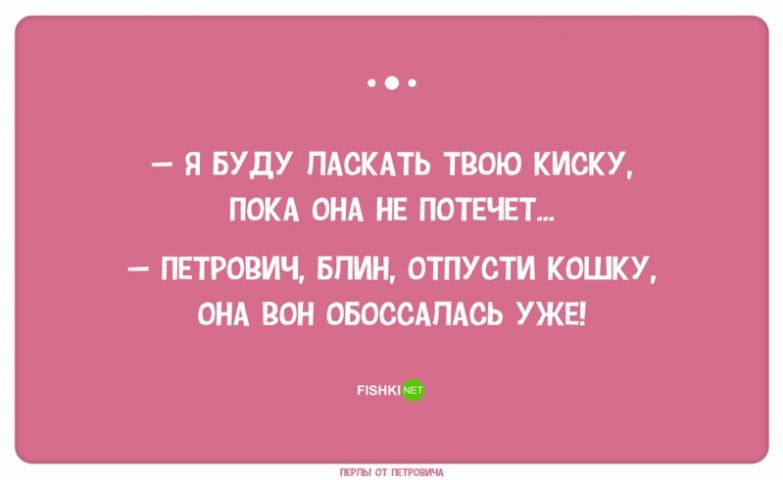 – Я БУДУ ЛАСКАТЬ ТВОЮ КИСКУ,
ПОКА ОНА НЕ ПОТЕЧЕТ...
– ПЕТРОВИЧ, БЛИН, ОТПУСТИ КОШКУ,
ОНА ВОН ОБОССАЛАСЬ УЖЕ!
FISHKI NET
ПЕРЛЫ ОТ ПЕТРОВИЧА